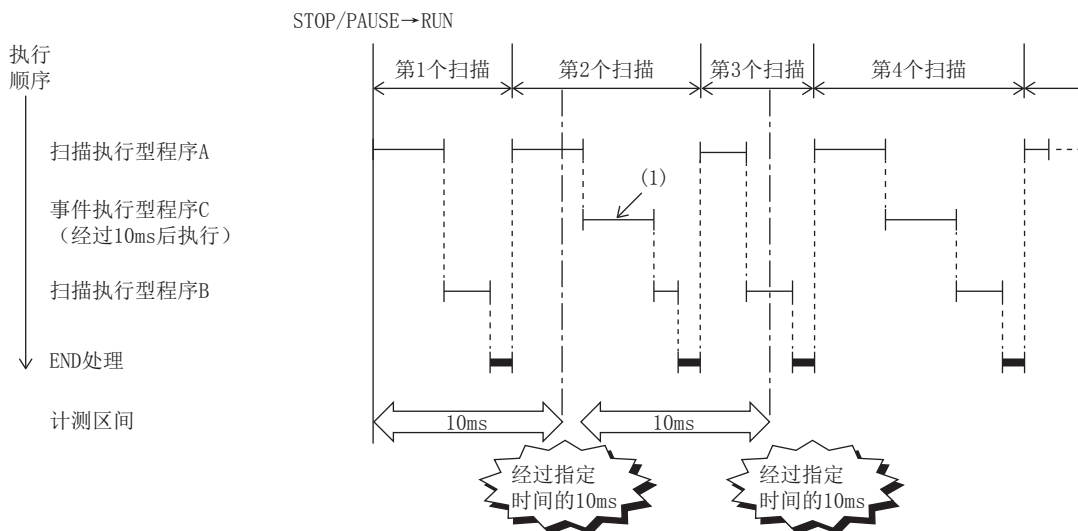 STOP/PAUSE→RUN
执行
顺序
第1个扫描
第2个扫描
第3个扫描
第4个扫描
扫描执行型程序A
(1)
事件执行型程序C
（经过10ms后执行）
扫描执行型程序B
END处理
计测区间
10ms
10ms
经过指定
时间的10ms
经过指定
时间的10ms